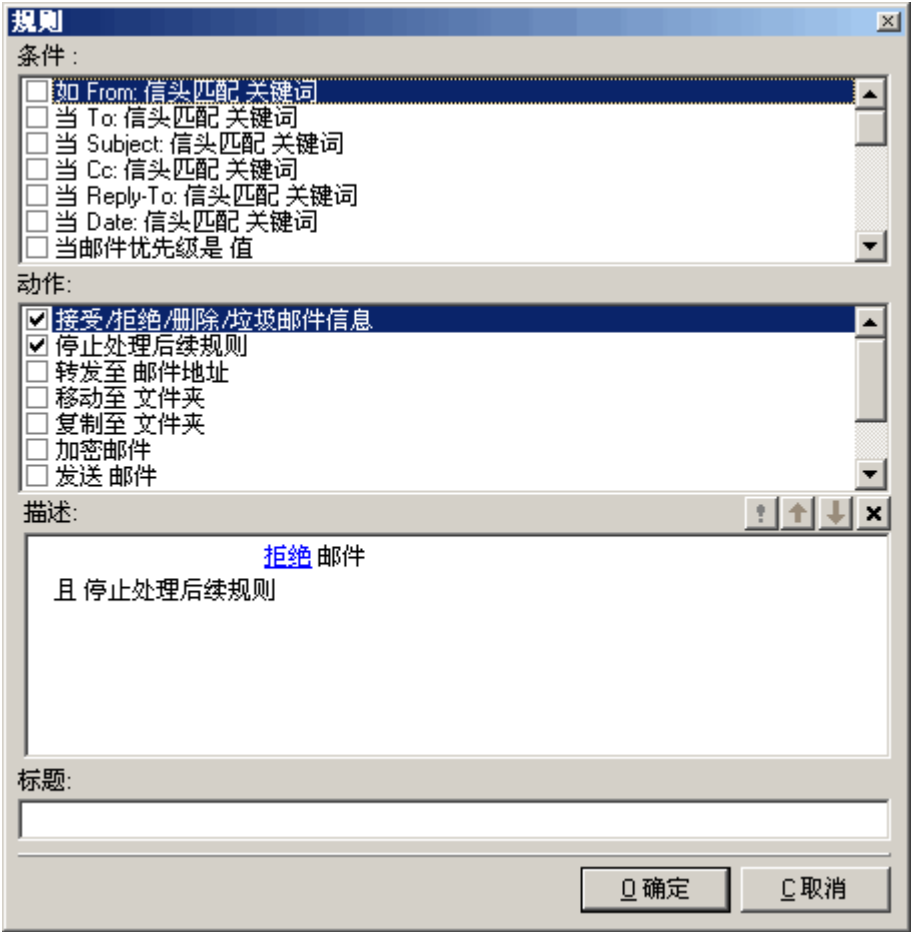 规则
条件 :
如 From: 信头匹配 关键词
当 To: 信头匹配 关键词
当 Subject: 信头匹配 关键词
当 Cc: 信头匹配 关键词
当 Reply-To: 信头匹配 关键词
当 Date: 信头匹配 关键词
当邮件优先级是 值
动作:
接受/拒绝/删除/垃圾邮件信息
停止处理后续规则
转发至 邮件地址
移动至 文件夹
复制至 文件夹
加密邮件
发送 邮件
描述:
拒绝 邮件
且 停止处理后续规则
标题:
O 确定
C 取消